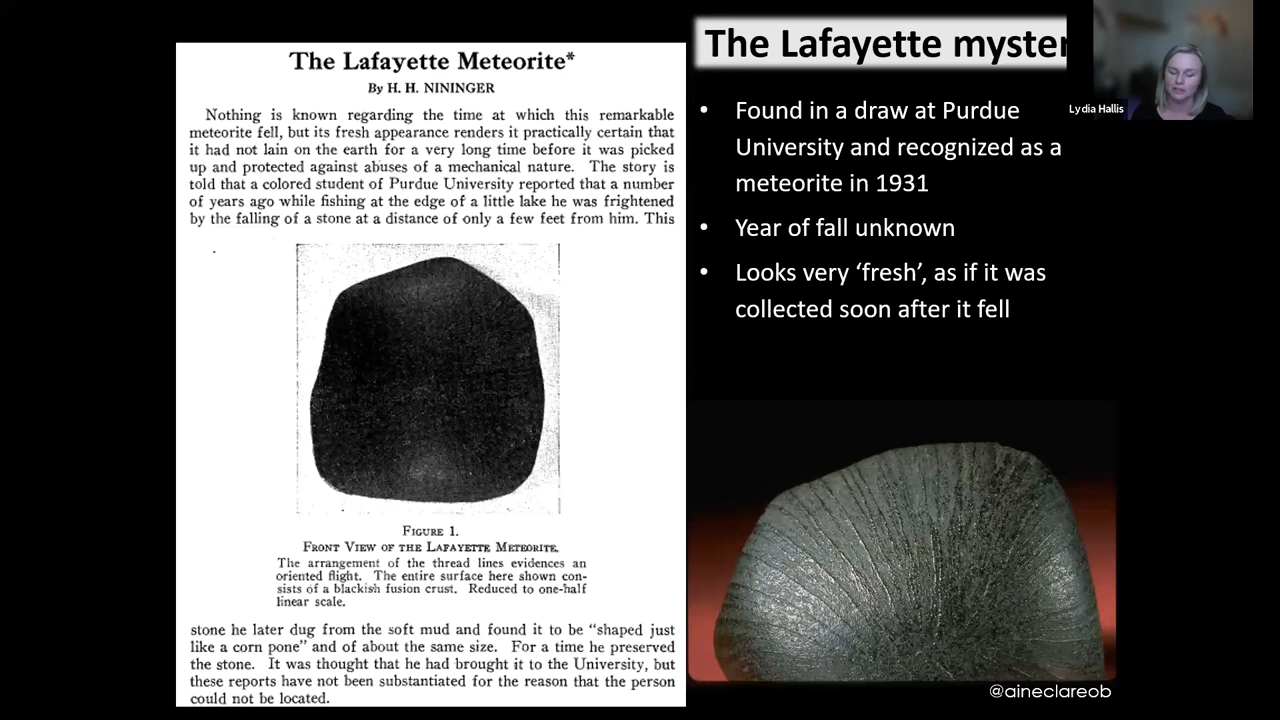 The Lafayette Meteorite*
By H. H. NININGER
Nothing is known regarding the time at which this remarkable
meteorite fell, but its fresh appearance renders it practically certain that
it had not lain on the earth for a very long time before it was picked
up and protected against abuses of a mechanical nature. The story is
told that a colored student of Purdue University reported that a number
of years ago while fishing at the edge of a little lake he was frightened
by the falling of a stone at a distance of only a few feet from him. This
FIGURE 1.
FRONT VIEW OF THE LAFAYETTE METEORITE.
The arrangement of the thread lines evidences an
oriented flight. The entire surface here shown con-
sists of a blackish fusion crust. Reduced to one-half
linear scale.
stone he later dug from the soft mud and found it to be “shaped just
like a corn pone” and of about the same size. For a time he preserved
the stone. It was thought that he had brought it to the University, but
these reports have not been substantiated for the reason that the person
could not be located.
The Lafayette myster
• Found in a draw at Purdue
University and recognized as a
meteorite in 1931
• Year of fall unknown
• Looks very ‘fresh’, as if it was
collected soon after it fell
Lydia Hallis
@aineclareob